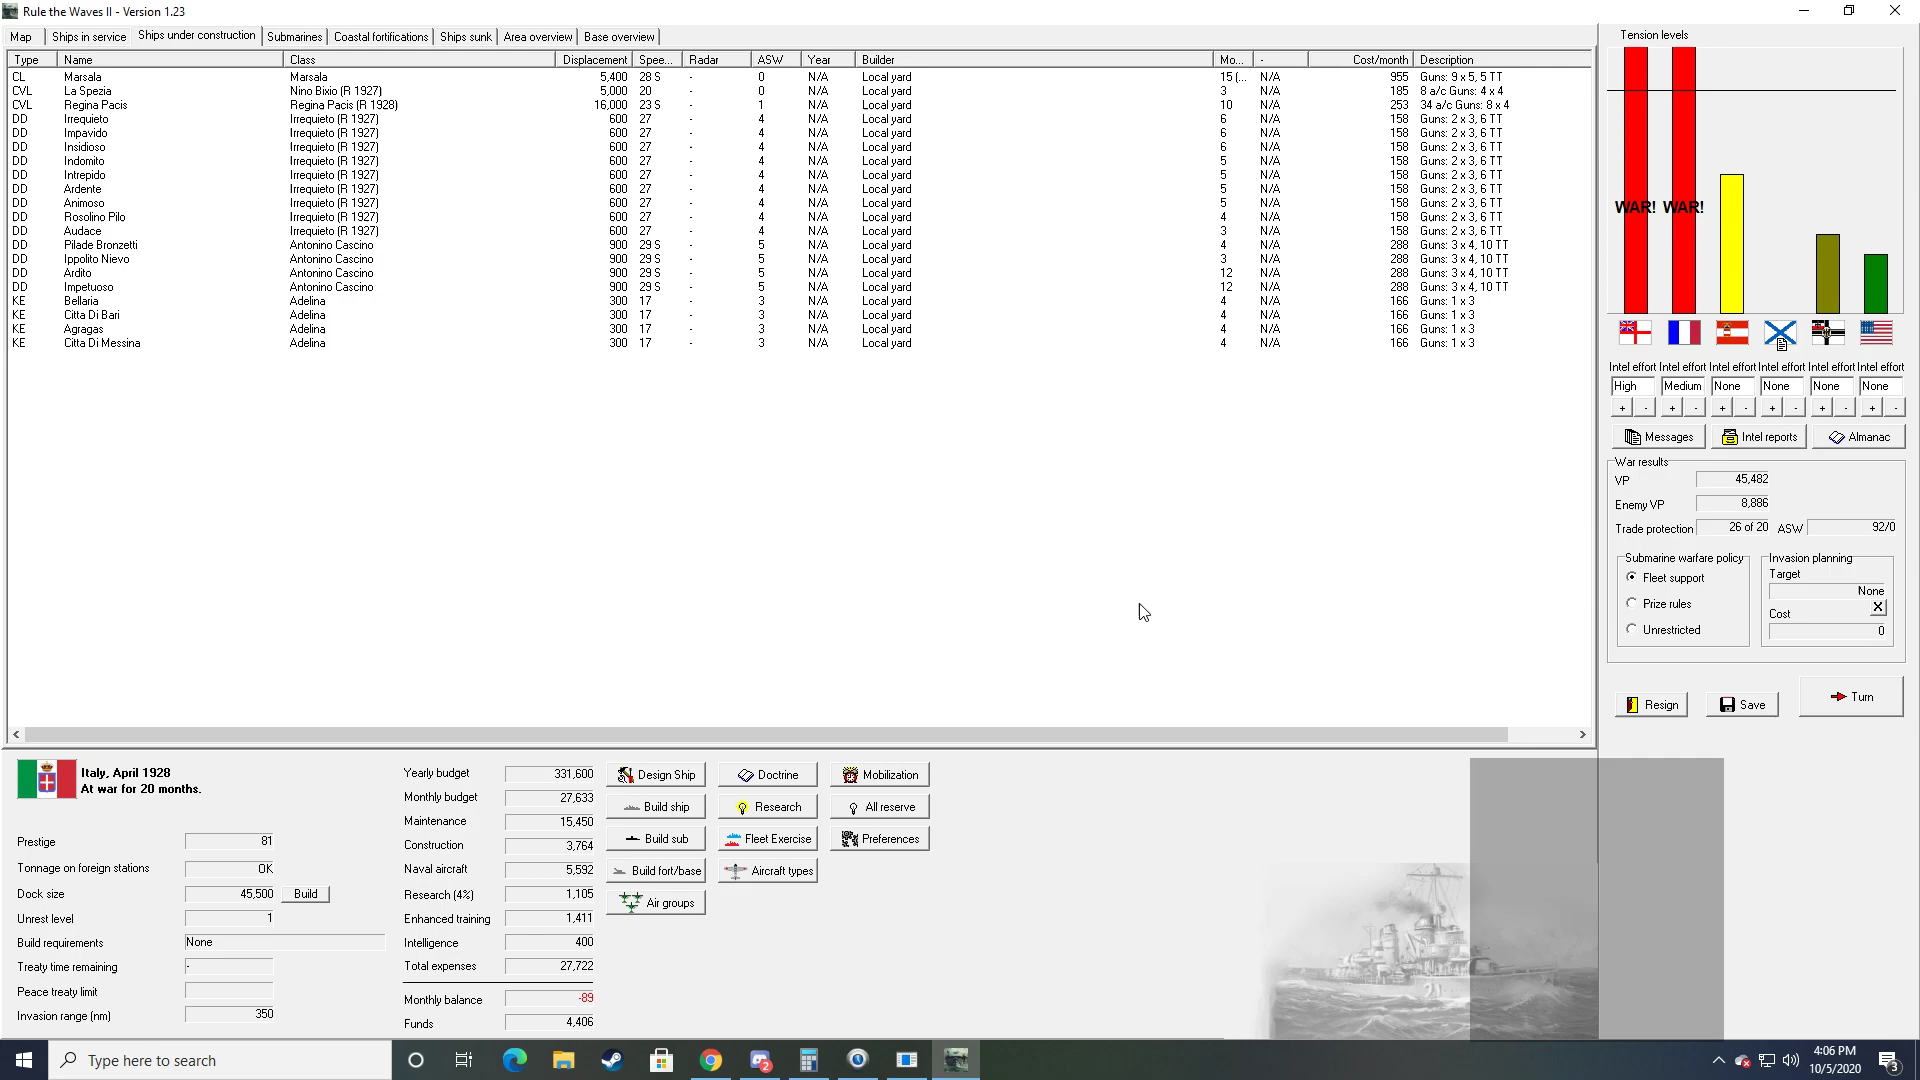 Rule the Waves II - Version 1.23
Map Ships in service Ships under construction Submarines Coastal fortifications Ships sunk Area overview Base overview
Type Name Class Displacement Spee... Radar ASW Year Builder Mo... - Cost/month Description
CL Marsala Marsala 5,400 28 S - 0 N/A Local yard 15 (... N/A 955 Guns: 9 x 5, 5 TT
CVL La Spezia Nino Bixio (R 1927) 5,000 20 - 0 N/A Local yard 3 N/A 185 8 a/c Guns: 4 x 4
CVL Regina Pacis Regina Pacis (R 1928) 16,000 23 S - 1 N/A Local yard 10 N/A 253 34 a/c Guns: 8 x 4
DD Irrequieto Irrequieto (R 1927) 600 27 - 4 N/A Local yard 6 N/A 158 Guns: 2 x 3, 6 TT
DD Impavido Irrequieto (R 1927) 600 27 - 4 N/A Local yard 6 N/A 158 Guns: 2 x 3, 6 TT
DD Insidioso Irrequieto (R 1927) 600 27 - 4 N/A Local yard 6 N/A 158 Guns: 2 x 3, 6 TT
DD Indomito Irrequieto (R 1927) 600 27 - 4 N/A Local yard 5 N/A 158 Guns: 2 x 3, 6 TT
DD Intrepido Irrequieto (R 1927) 600 27 - 4 N/A Local yard 5 N/A 158 Guns: 2 x 3, 6 TT
DD Ardente Irrequieto (R 1927) 600 27 - 4 N/A Local yard 5 N/A 158 Guns: 2 x 3, 6 TT
DD Animoso Irrequieto (R 1927) 600 27 - 4 N/A Local yard 5 N/A 158 Guns: 2 x 3, 6 TT
DD Rosolino Pilo Irrequieto (R 1927) 600 27 - 4 N/A Local yard 4 N/A 158 Guns: 2 x 3, 6 TT
DD Audace Irrequieto (R 1927) 600 27 - 4 N/A Local yard 3 N/A 158 Guns: 2 x 3, 6 TT
DD Pilade Bronzetti Antonino Cascino 900 29 S - 5 N/A Local yard 4 N/A 288 Guns: 3 x 4, 10 TT
DD Ippolito Nievo Antonino Cascino 900 29 S - 5 N/A Local yard 3 N/A 288 Guns: 3 x 4, 10 TT
DD Ardito Antonino Cascino 900 29 S - 5 N/A Local yard 12 N/A 288 Guns: 3 x 4, 10 TT
DD Impetuoso Antonino Cascino 900 29 S - 5 N/A Local yard 12 N/A 288 Guns: 3 x 4, 10 TT
KE Bellaria Adelina 300 17 - 3 N/A Local yard 4 N/A 166 Guns: 1 x 3
KE Citta Di Bari Adelina 300 17 - 3 N/A Local yard 4 N/A 166 Guns: 1 x 3
KE Agragas Adelina 300 17 - 3 N/A Local yard 4 N/A 166 Guns: 1 x 3
KE Citta Di Messina Adelina 300 17 - 3 N/A Local yard 4 N/A 166 Guns: 1 x 3
Tension levels
WAR! WAR!
Intel effort Intel effort Intel effort Intel effort Intel effort Intel effort
High Medium None None None None
+ - + - + - + - + - + -
Messages Intel reports Almanac
War results
VP 45,482
Enemy VP 8,886
Trade protection 26 of 20 ASW 92/0
Submarine warfare policy
Fleet support
Prize rules
Unrestricted
Invasion planning
Target
None
Cost X
0
Resign Save Turn
Italy, April 1928
At war for 20 months.
Prestige 81
Tonnage on foreign stations OK
Dock size 45,500 Build
Unrest level 1
Build requirements None
Treaty time remaining -
Peace treaty limit
Invasion range (nm) 350
Yearly budget 331,600
Monthly budget 27,633
Maintenance 15,450
Construction 3,764
Naval aircraft 5,592
Research (4%) 1,105
Enhanced training 1,411
Intelligence 400
Total expenses 27,722
Monthly balance -89
Funds 4,406
Design Ship Doctrine Mobilization
Build ship Research All reserve
Build sub Fleet Exercise Preferences
Build fort/base Aircraft types
Air groups
Type here to search
2
4:06 PM
10/5/2020
3